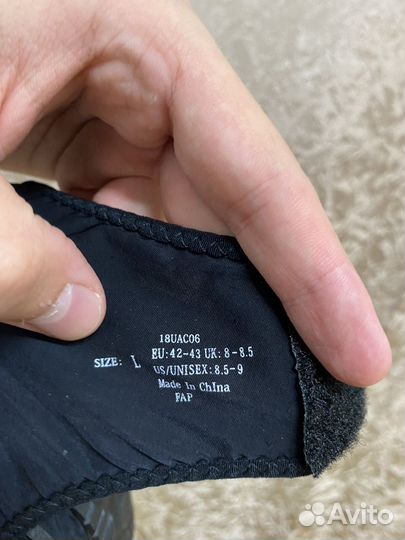 18UAC06
SIZE: L EU:42-43 UK: 8-8.5
US/UNISEX:8.5-9
Made in ChIna
FAP
Avito